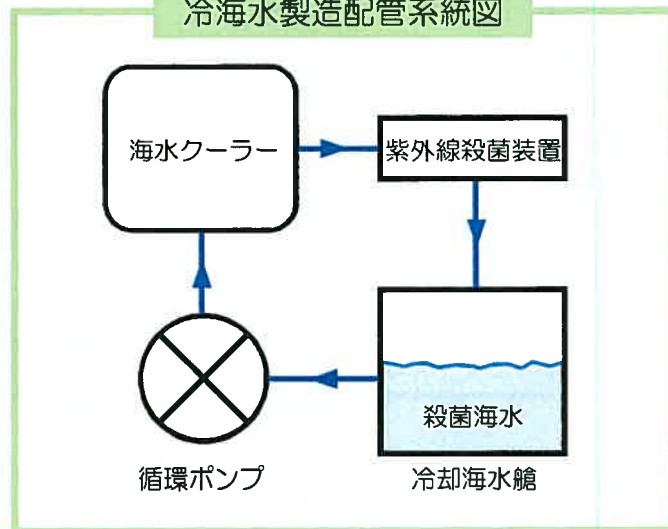 冷海水製造配管系統図
海水クーラー
紫外線殺菌装置
殺菌海水
循環ポンプ
冷却海水艙